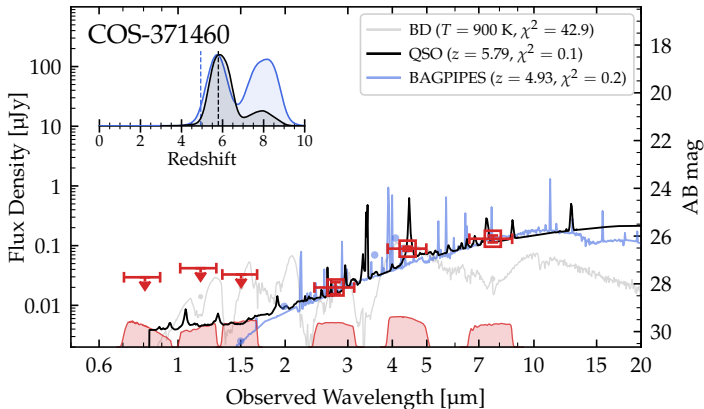 COS-371460
BD (T = 900 K, χ² = 42.9)
QSO (z = 5.79, χ² = 0.1)
BAGPIPES (z = 4.93, χ² = 0.2)
0 2 4 6 8 10
Redshift
100
10
1
0.1
0.01
Flux Density [μJy]
18
20
22
24
26
28
30
AB mag
0.6 1 1.5 2 3 4 5 7 10 15 20
Observed Wavelength [μm]